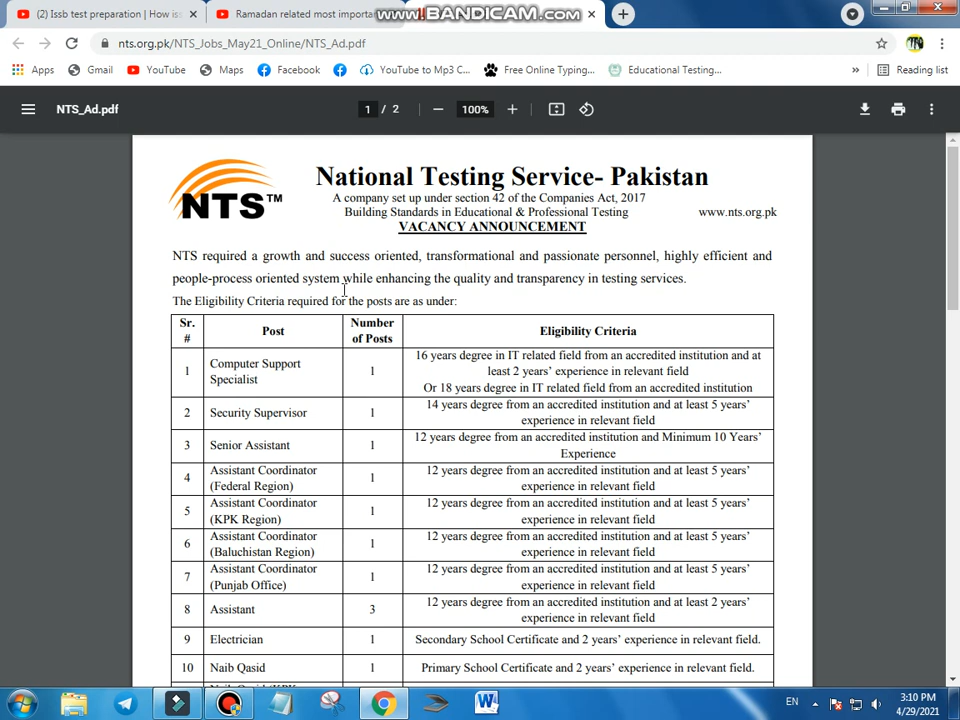 (2) Issb test preparation | How is
Ramadan related most importan
www.BANDICAM.com
nts.org.pk/NTS_Jobs_May21_Online/NTS_Ad.pdf
Apps
Gmail
YouTube
Maps
Facebook
YouTube to Mp3 C...
Free Online Typing...
Educational Testing...
»
Reading list
NTS_Ad.pdf
1 / 2
100%
NTS™
National Testing Service- Pakistan
A company set up under section 42 of the Companies Act, 2017
Building Standards in Educational & Professional Testing
www.nts.org.pk
VACANCY ANNOUNCEMENT
NTS required a growth and success oriented, transformational and passionate personnel, highly efficient and
people-process oriented system while enhancing the quality and transparency in testing services.
The Eligibility Criteria required for the posts are as under:
Sr. #
Post
Number of Posts
Eligibility Criteria
1
Computer Support
Specialist
1
16 years degree in IT related field from an accredited institution and at
least 2 years’ experience in relevant field
Or 18 years degree in IT related field from an accredited institution
2
Security Supervisor
1
14 years degree from an accredited institution and at least 5 years’
experience in relevant field
3
Senior Assistant
1
12 years degree from an accredited institution and Minimum 10 Years’
Experience
4
Assistant Coordinator
(Federal Region)
1
12 years degree from an accredited institution and at least 5 years’
experience in relevant field
5
Assistant Coordinator
(KPK Region)
1
12 years degree from an accredited institution and at least 5 years’
experience in relevant field
6
Assistant Coordinator
(Baluchistan Region)
1
12 years degree from an accredited institution and at least 5 years’
experience in relevant field
7
Assistant Coordinator
(Punjab Office)
1
12 years degree from an accredited institution and at least 5 years’
experience in relevant field
8
Assistant
3
12 years degree from an accredited institution and at least 2 years’
experience in relevant field
9
Electrician
1
Secondary School Certificate and 2 years’ experience in relevant field.
10
Naib Qasid
1
Primary School Certificate and 2 years’ experience in relevant field.
EN
3:10 PM
4/29/2021